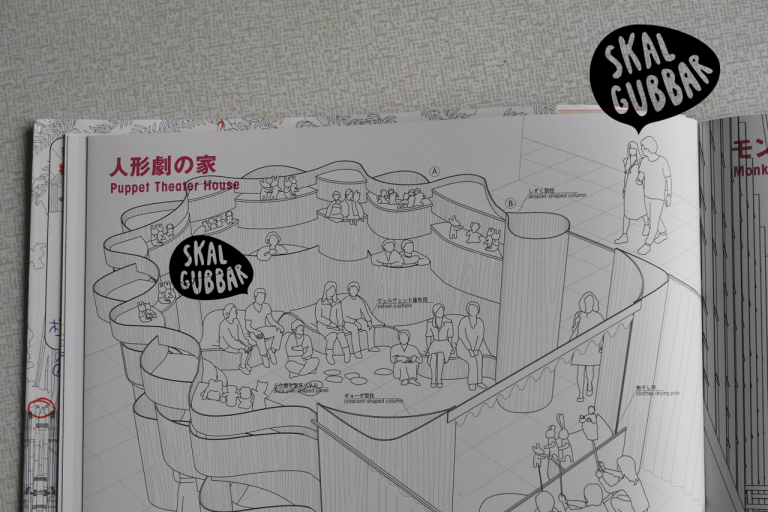 SKAL
GUBBAR
人形劇の家
Puppet Theater House
モン
Monk
A
しずく型柱
droplet-shaped column
B
SKAL
GUBBAR
ヴェルヴェット座布団
velvet cushion
ギョーザ型柱
crescent-shaped column
物干し竿
clothes drying pole